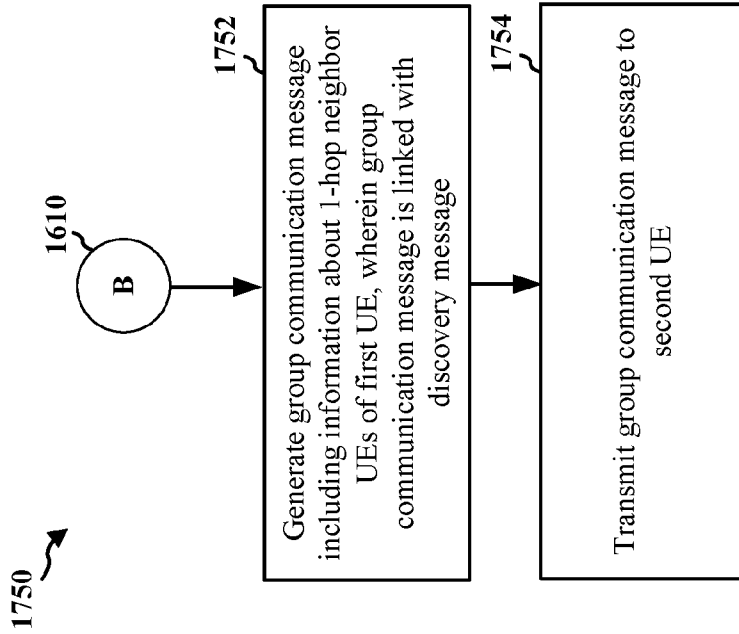 1750
1610
B
1752
Generate group communication message
including information about 1-hop neighbor
UEs of first UE, wherein group
communication message is linked with
discovery message
1754
Transmit group communication message to
second UE